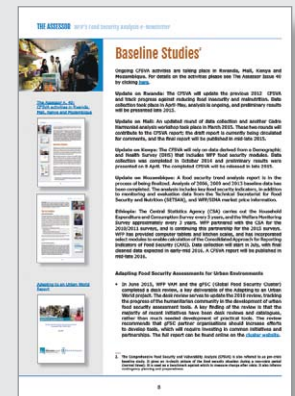 THE ASSESSOR WFP's Food Security Analysis e-Newsletter
Baseline Studies¹
Ongoing CFSVA activities are taking place in Rwanda, Mali, Kenya and
Mozambique. For details on the activities please see The Assessor Issue 40
by clicking here.
Update on Rwanda: The CFSVA will update the previous 2012 CFSVA
and track progress against reducing food insecurity and malnutrition. Data
collection took place in April-May, analysis is ongoing, and preliminary results
will be presented late 2015.
Update on Mali: An updated round of data collection and another Cadre
Harmonisé analysis workshop took place in March 2015. These two rounds will
contribute to the CFSVA report; the draft report is currently being circulated
for comments, and the final report will be published in mid-late 2015.
Update on Kenya: The CFSVA will rely on data derived from a Demographic
and Health Survey (DHS) that includes WFP food security modules. Data
collection was completed in October 2014 and preliminary results were
presented on 8 April. The completed CFSVA will be released in mid-late 2015.
Update on Mozambique: A food security trend analysis report is in the
process of being finalized. Analysis of 2006, 2009 and 2013 baseline data has
been completed. The analysis includes key food security indicators, in addition
to monitoring and evaluation data from the Technical Secretariat for Food
Security and Nutrition (SETSAN), and WFP/SIMA market price information.
Ethiopia: The Central Statistics Agency (CSA) carries out the Household
Expenditure and Consumption Survey every 5 years, and the Welfare Monitoring
Survey approximately every 3 years. WFP partnered with the CSA for the
2010/2011 surveys, and is continuing this partnership for the 2015 surveys.
WFP has provided computer tablets and kitchen scales, and has incorporated
select modules to enable calculation of the Consolidated Approach for Reporting
Indicators of Food Security (CARI). Data collection will start in July, with final
cleaned data expected in early-mid 2016. A CFSVA report will be published in
mid-late 2016.
Adapting Food Security Assessments for Urban Environments
• In June 2015, WFP VAM and the gFSC (Global Food Security Cluster)
completed a desk review, a key deliverable of the Adapting to an Urban
World project. The desk review serves to update the 2010 review, tracking
the progress of the humanitarian community in the development of urban
food security assessment tools. A key finding of the review is that the
majority of recent initiatives have been desk reviews and catalogues,
rather than much needed development of practical tools. The review
recommends that gFSC partner organisations should increase efforts
to develop tools, which will require investing in common initiatives and
partnerships. The full report can be found online on the cluster website.
The Assessor n. 40:
CFSVA activities in Rwanda,
Mali, Kenya and Mozambique
Adapting to an Urban World
Report
8